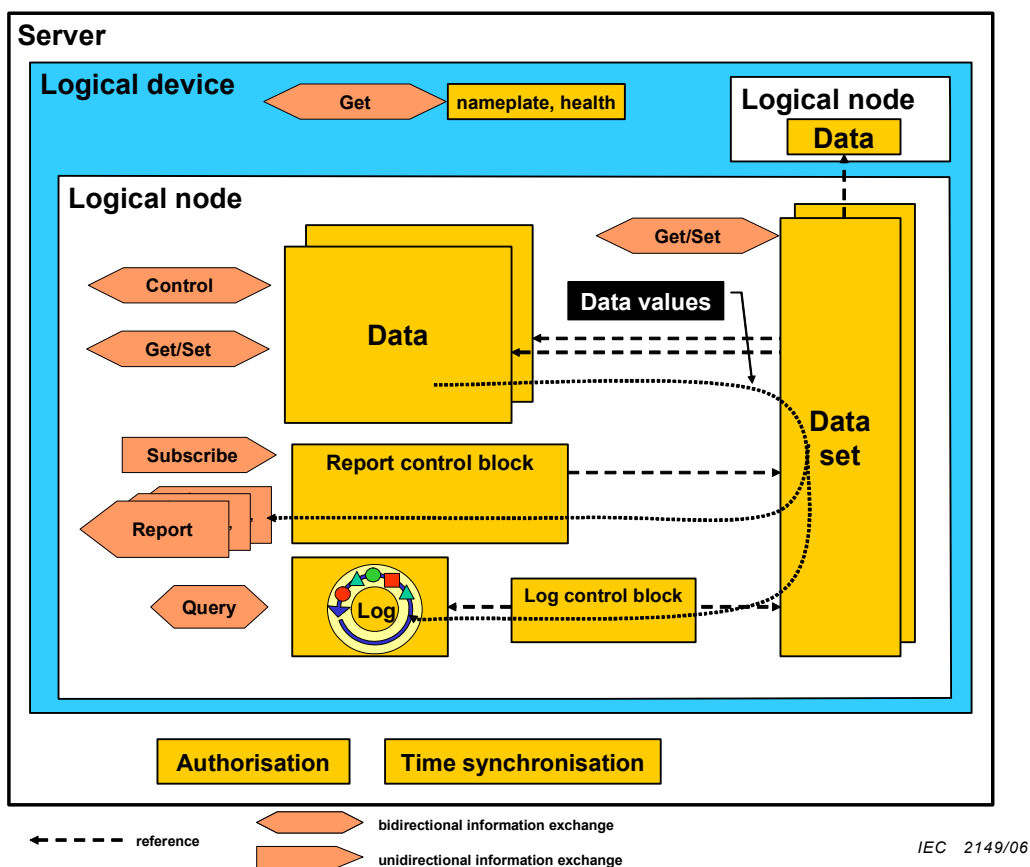 Server
Logical device
Get
nameplate, health
Logical node
Data
Logical node
Get/Set
Control
Data values
Get/Set
Data
Data
set
Subscribe
Report control block
Report
Query
Log
Log control block
Authorisation
Time synchronisation
reference
bidirectional information exchange
unidirectional information exchange
IEC 2149/06